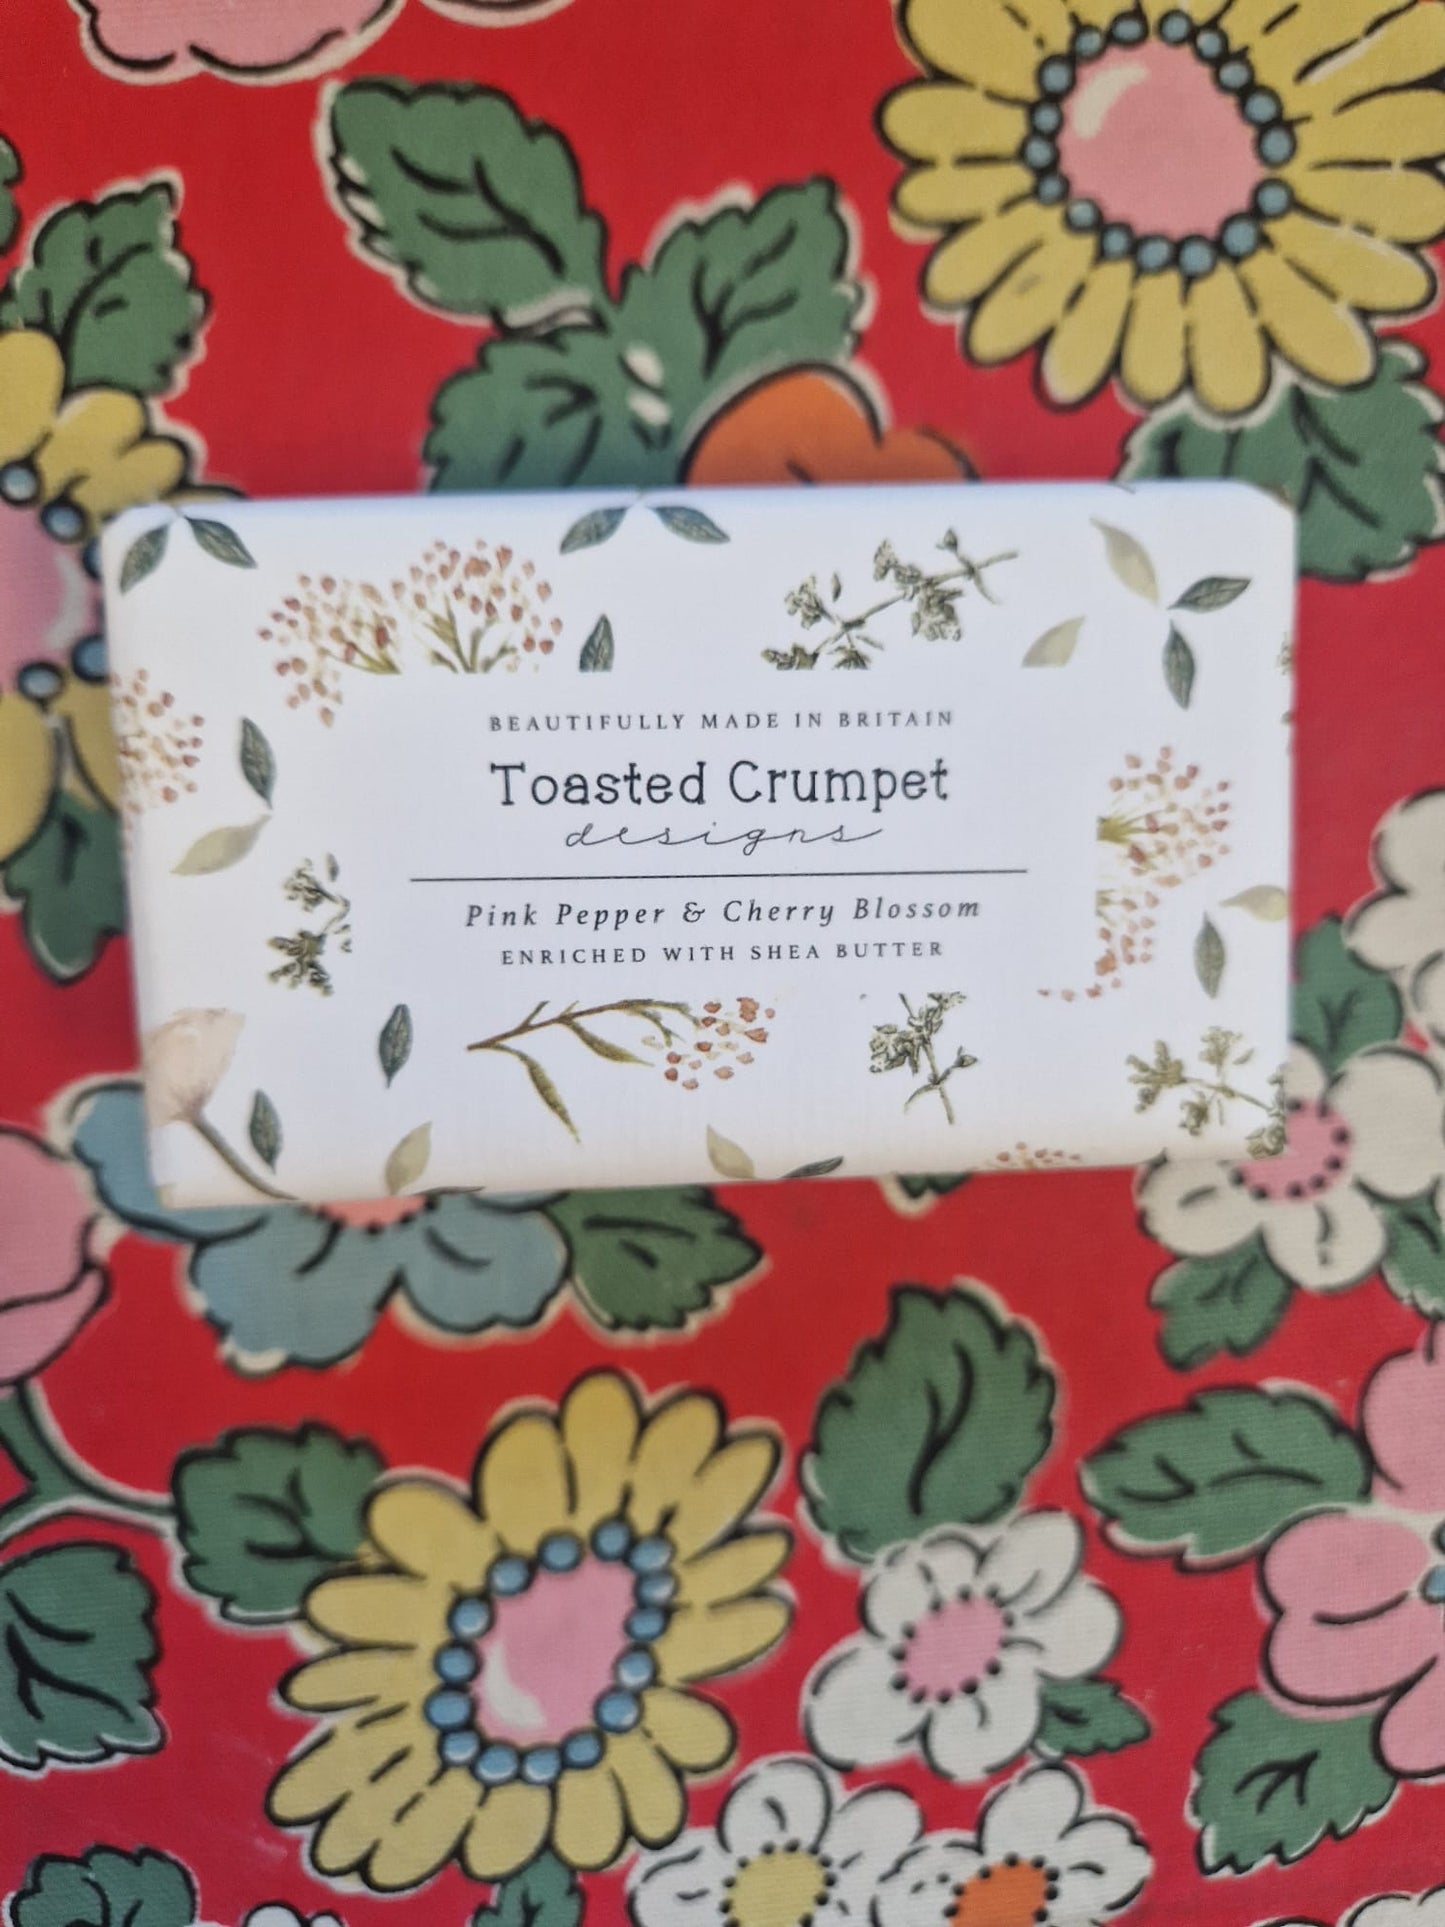 BEAUTIFULLY MADE IN BRITAIN
Toasted Crumpet
designs
Pink Pepper & Cherry Blossom
ENRICHED WITH SHEA BUTTER